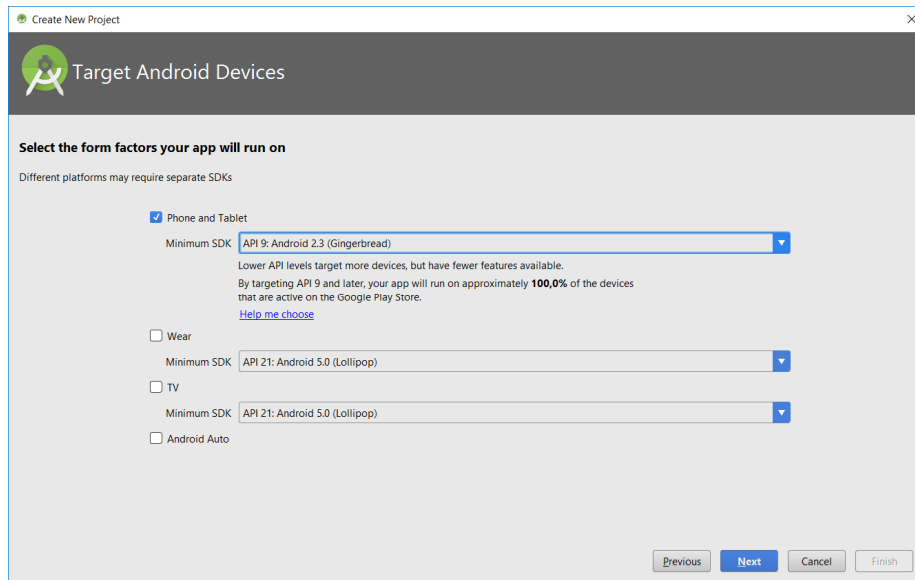 Create New Project
Target Android Devices
Select the form factors your app will run on
Different platforms may require separate SDKs
Phone and Tablet
Minimum SDK API 9: Android 2.3 (Gingerbread)
Lower API levels target more devices, but have fewer features available.
By targeting API 9 and later, your app will run on approximately 100,0% of the devices
that are active on the Google Play Store.
Help me choose
Wear
Minimum SDK API 21: Android 5.0 (Lollipop)
TV
Minimum SDK API 21: Android 5.0 (Lollipop)
Android Auto
Previous Next Cancel Finish